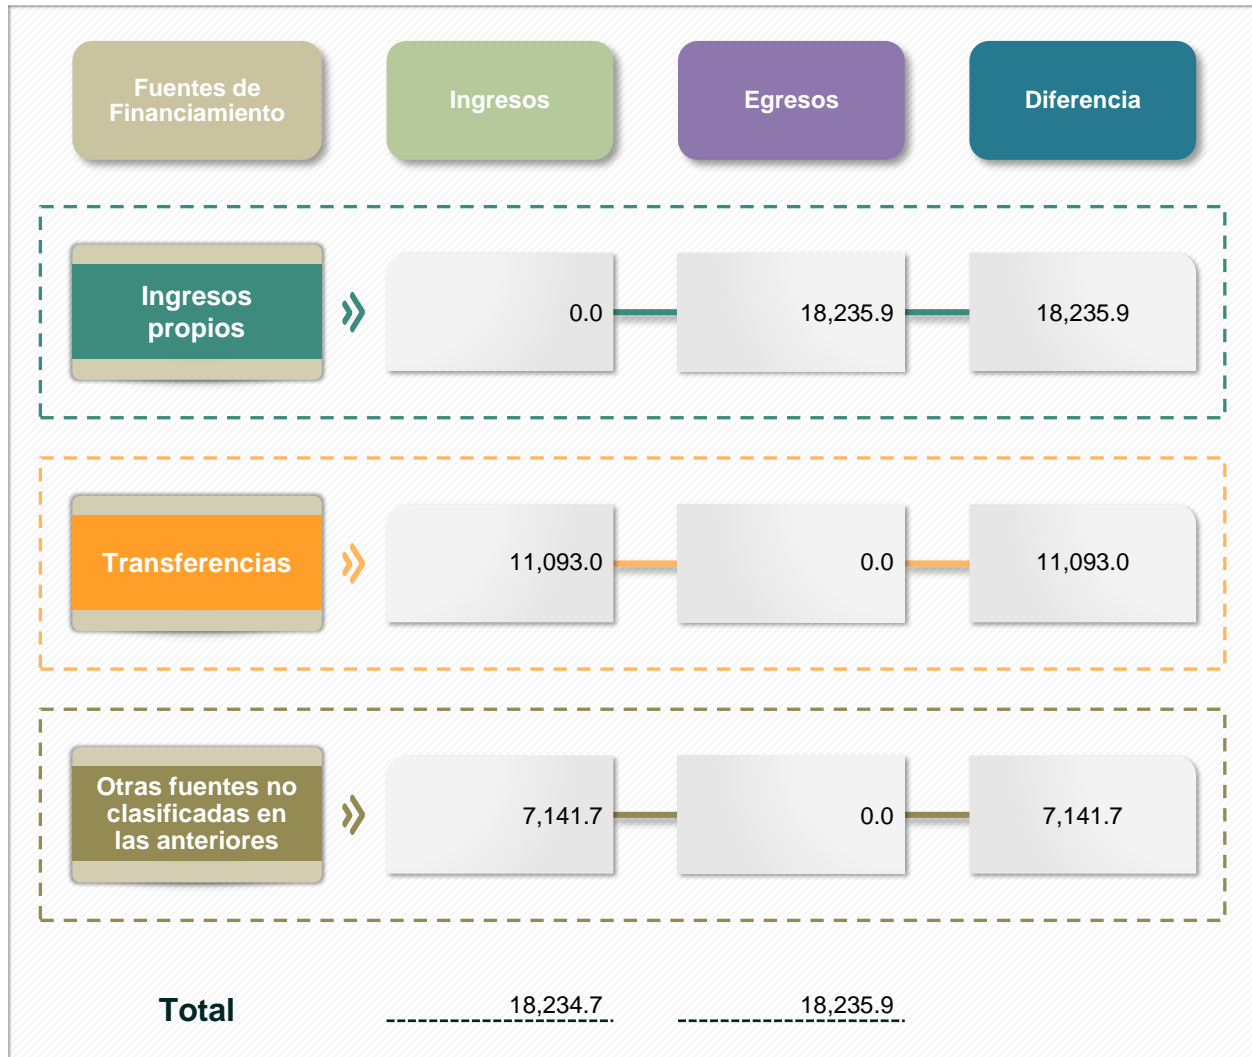 Fuentes de
Financiamiento
Ingresos
Egresos
Diferencia
Ingresos
propios
0.0
18,235.9
18,235.9
Transferencias
11,093.0
0.0
11,093.0
Otras fuentes no
clasificadas en
las anteriores
7,141.7
0.0
7,141.7
Total
18,234.7
18,235.9